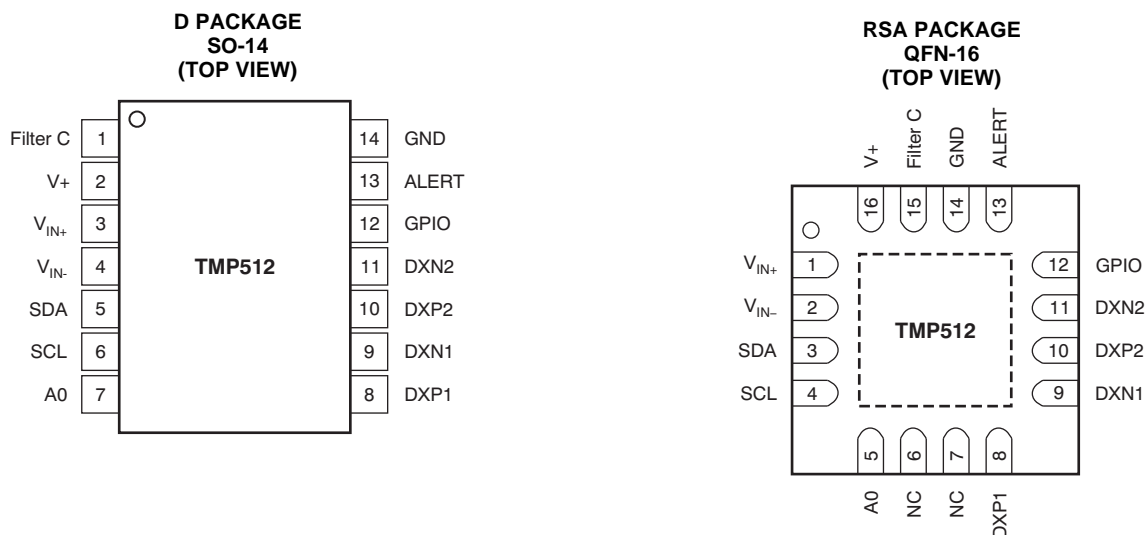 D PACKAGE
SO-14
(TOP VIEW)
Filter C 1
V+ 2
VIN+ 3
VIN- 4
SDA 5
SCL 6
A0 7
TMP512
14 GND
13 ALERT
12 GPIO
11 DXN2
10 DXP2
9 DXN1
8 DXP1
RSA PACKAGE
QFN-16
(TOP VIEW)
V+ Filter C GND ALERT
16 15 14 13
VIN+ 1
VIN– 2
SDA 3
SCL 4
TMP512
12 GPIO
11 DXN2
10 DXP2
9 DXN1
5 6 7 8
A0 NC NC DXP1